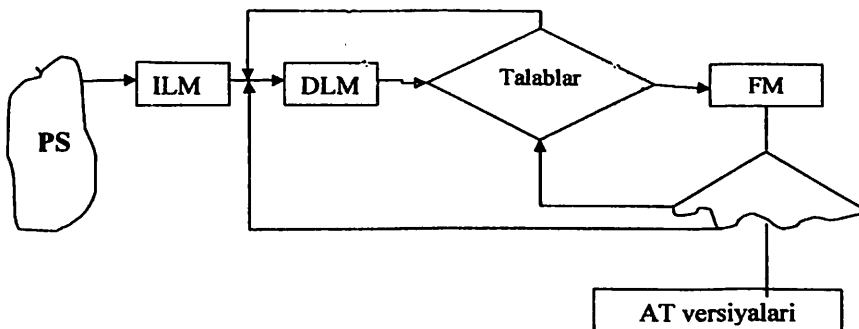 PS
ILM
DLM
Talablar
FM
AT versiyalari